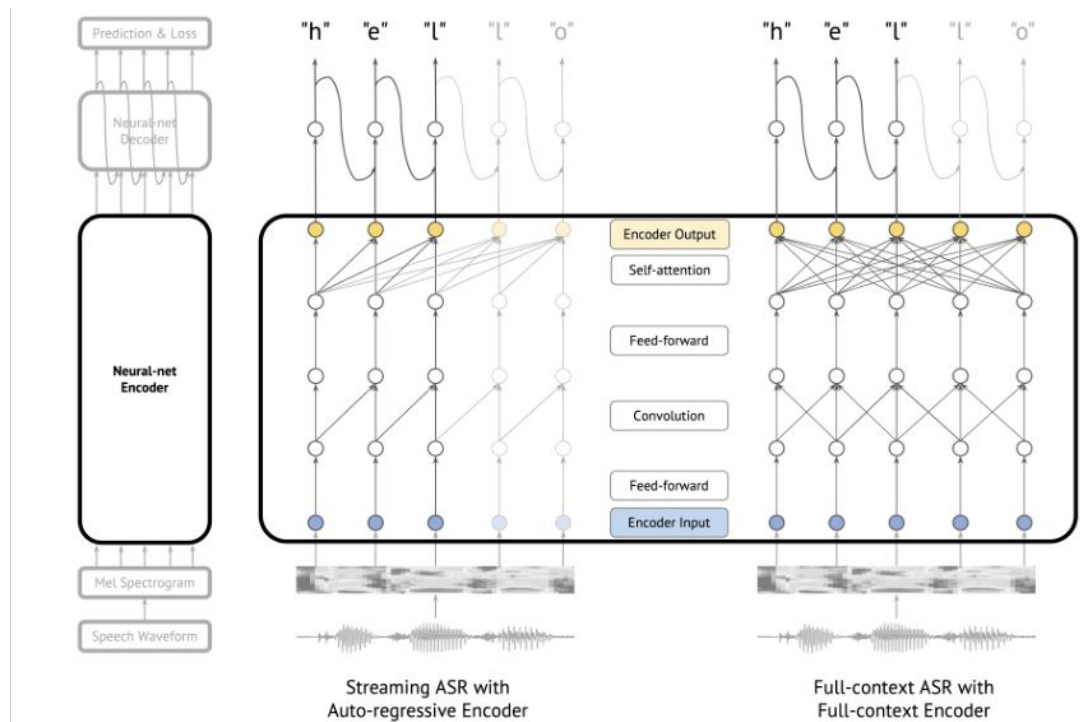 Prediction & Loss
Neural-net
Decoder
Neural-net
Encoder
Mel Spectrogram
Speech Waveform
"h" "e" "l" "l" "o"
Encoder Output
Self-attention
Feed-forward
Convolution
Feed-forward
Encoder Input
Streaming ASR with
Auto-regressive Encoder
"h" "e" "l" "l" "o"
Full-context ASR with
Full-context Encoder